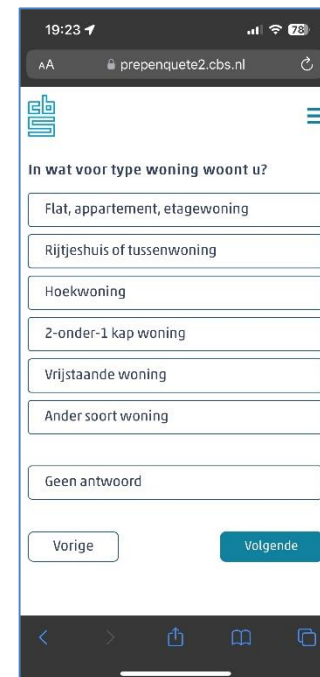 19:23
78
AA prepenquete2.cbs.nl
cbs
In wat voor type woning woont u?
Flat, appartement, etagewoning
Rijtjeshuis of tussenwoning
Hoekwoning
2-onder-1 kap woning
Vrijstaande woning
Ander soort woning
Geen antwoord
Vorige
Volgende